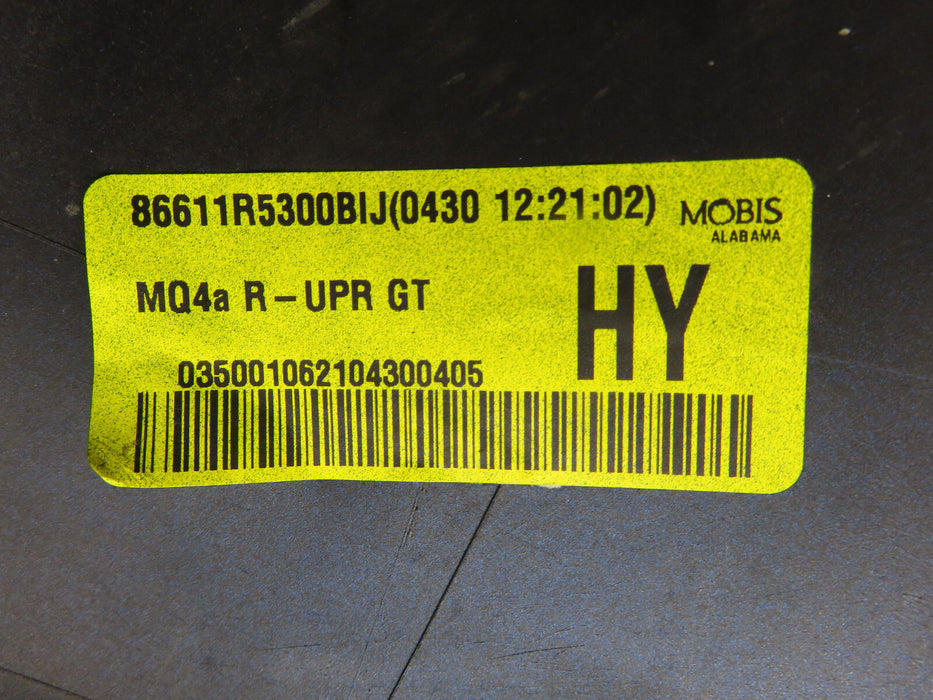 86611R5300BIJ(0430 12:21:02) MOBIS
ALABAMA
MQ4a R-UPR GT
HY
035001062104300405